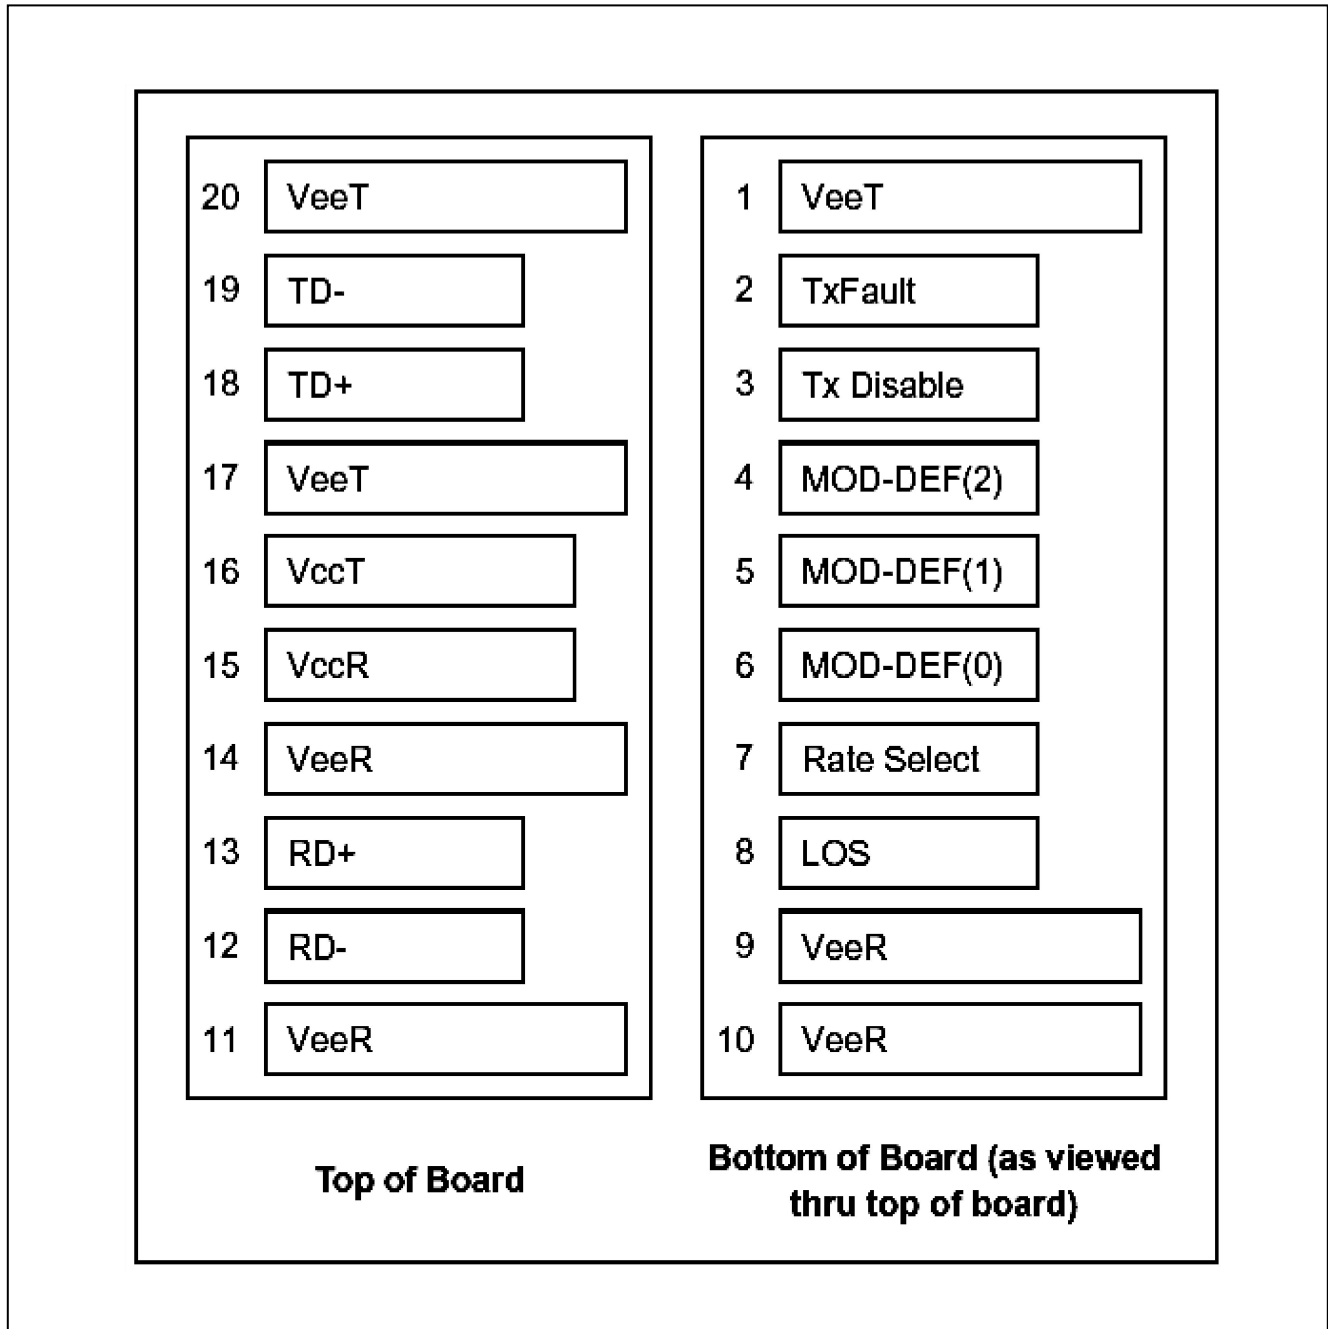 20 VeeT
19 TD-
18 TD+
17 VeeT
16 VccT
15 VccR
14 VeeR
13 RD+
12 RD-
11 VeeR
Top of Board
1 VeeT
2 TxFault
3 Tx Disable
4 MOD-DEF(2)
5 MOD-DEF(1)
6 MOD-DEF(0)
7 Rate Select
8 LOS
9 VeeR
10 VeeR
Bottom of Board (as viewed
thru top of board)